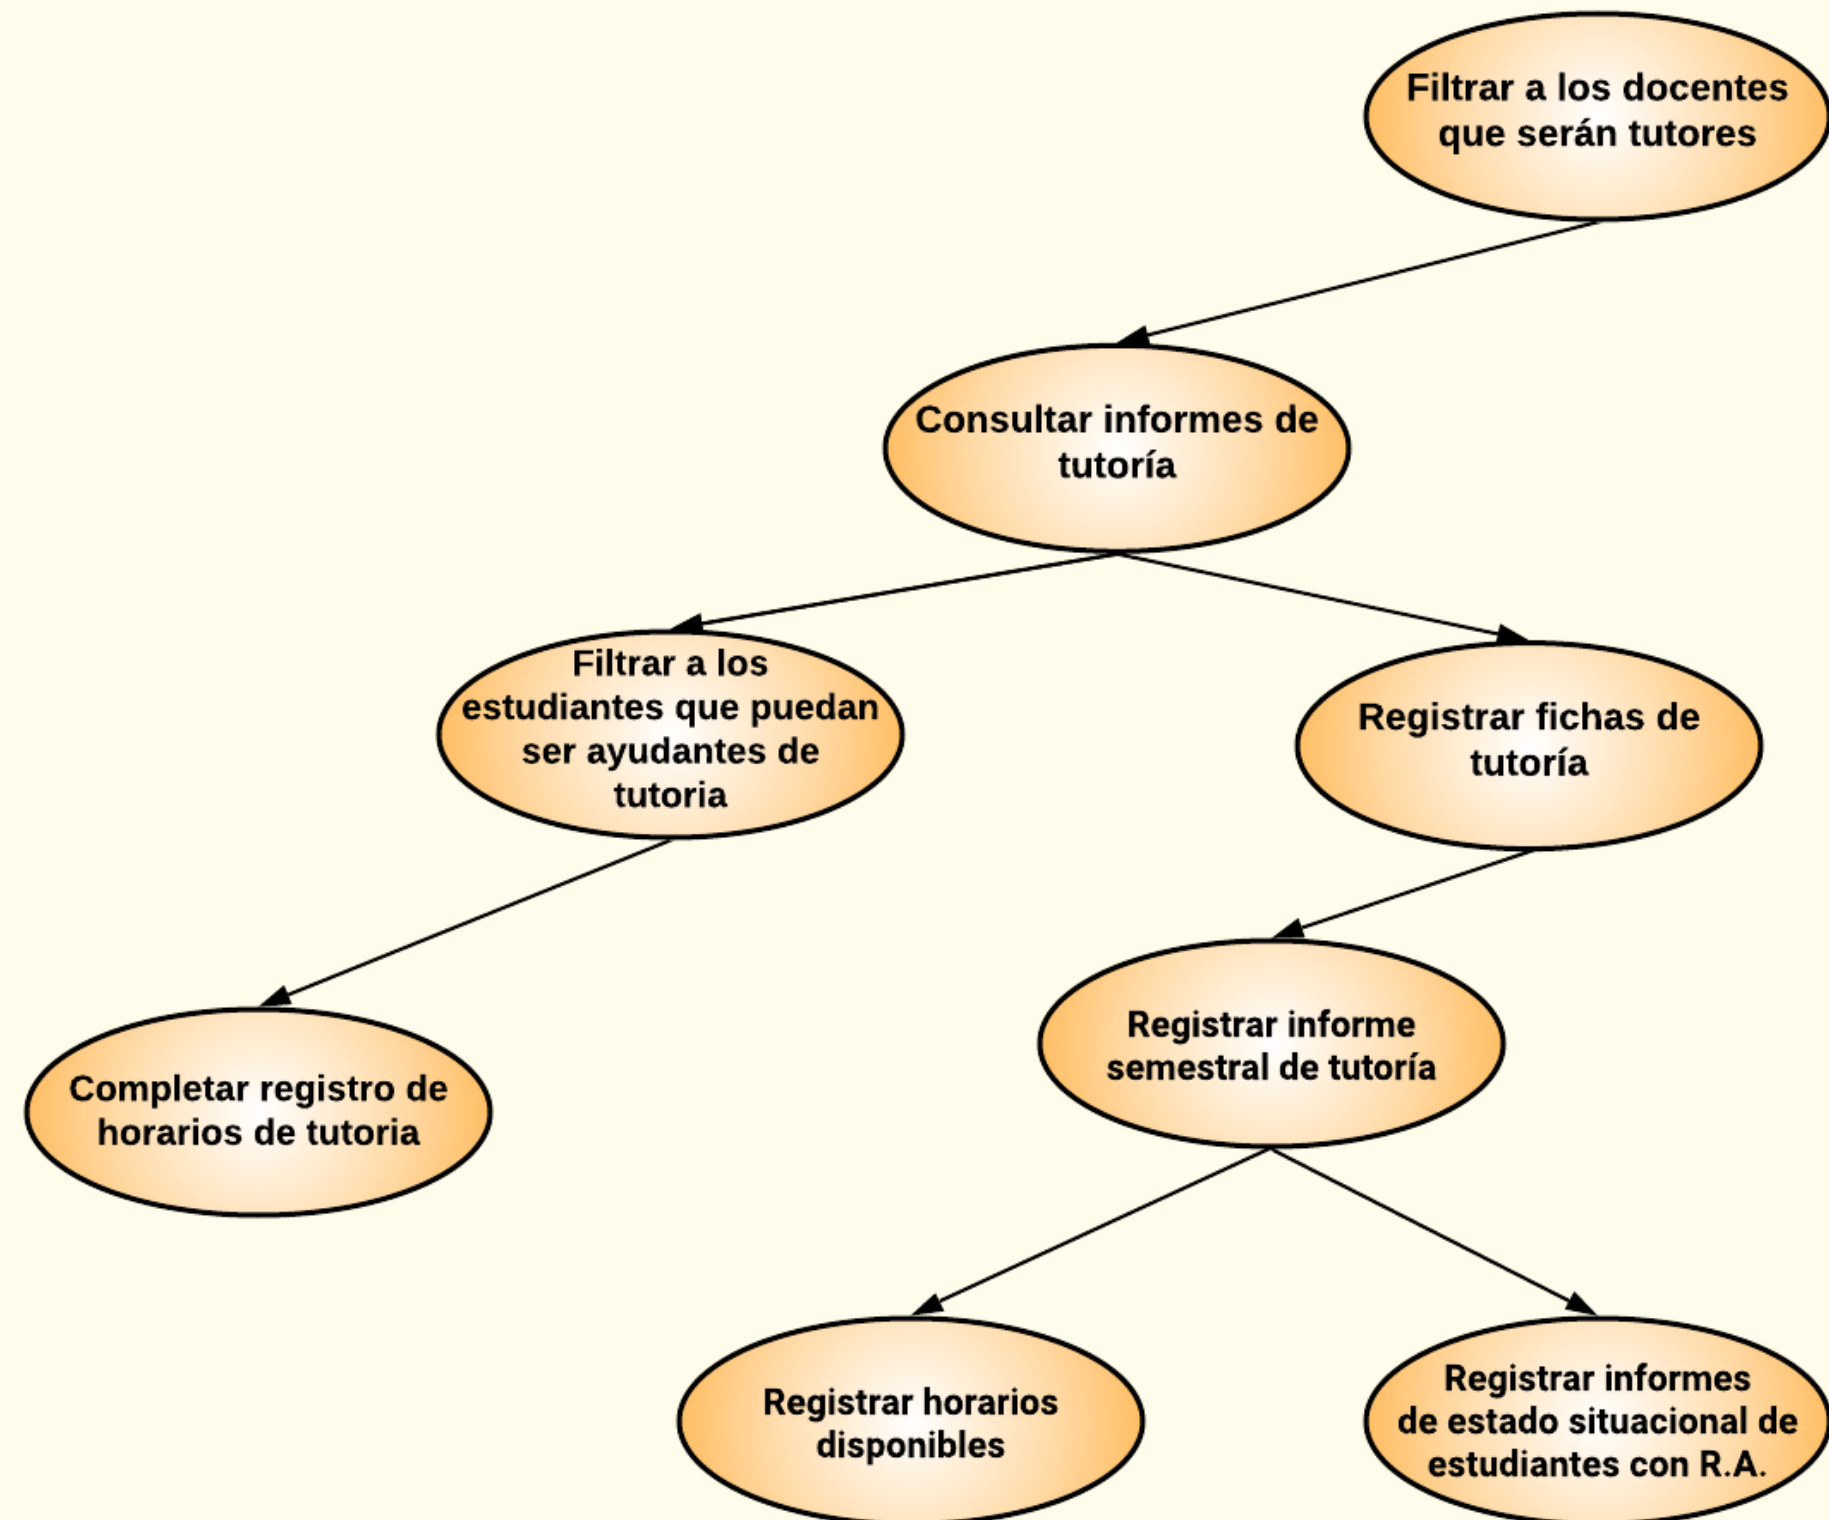 Filtrar a los docentes
que serán tutores
Consultar informes de
tutoría
Filtrar a los
estudiantes que puedan
ser ayudantes de
tutoria
Registrar fichas de
tutoría
Registrar informe
semestral de tutoría
Completar registro de
horarios de tutoria
Registrar horarios
disponibles
Registrar informes
de estado situacional de
estudiantes con R.A.